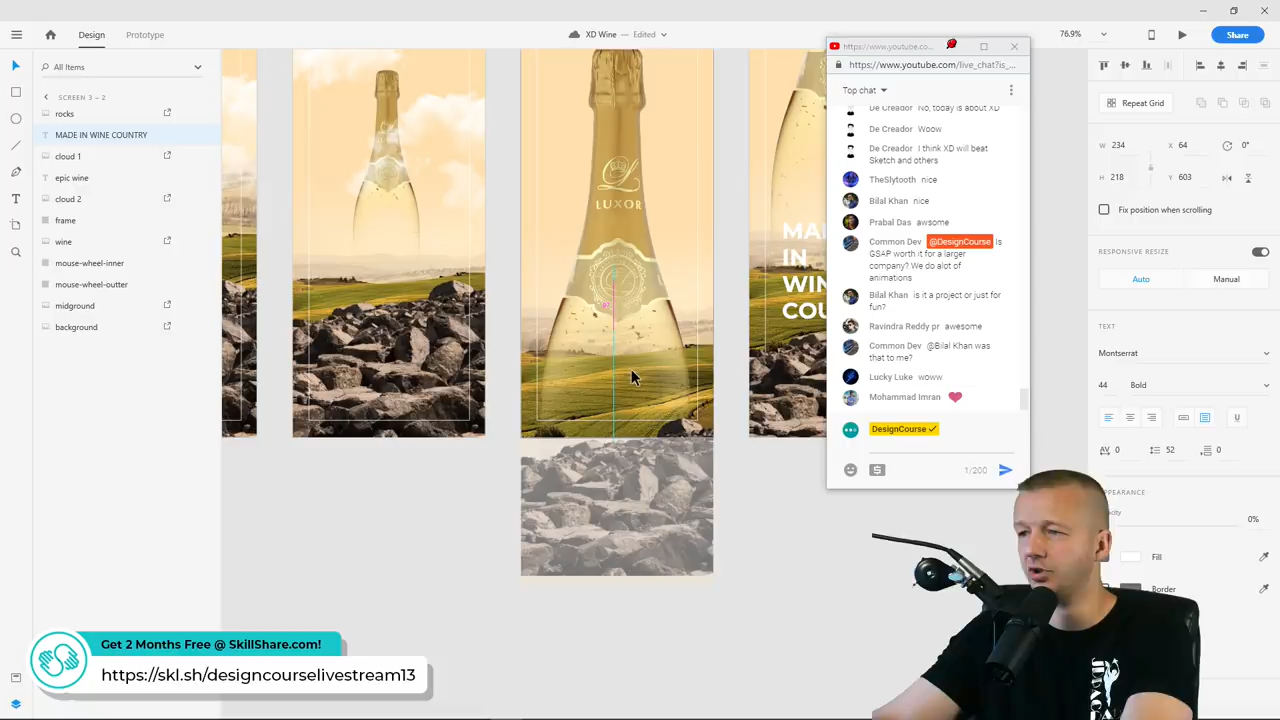 Design
Prototype
XD Wine - Edited
76.9%
Share
All Items
SCREEN 3 – 2
rocks
MADE IN WINE COUNTRY
cloud 1
epic wine
cloud 2
frame
wine
mouse-wheel-inner
mouse-wheel-outter
midground
background
L
LUXOR
MA
IN
WIN
COU
https://www.youtube.co...
https://www.youtube.com/live_chat?is_...
Top chat
De Creador No, today is about XD
De Creador Woow
De Creador I think XD will beat
Sketch and others
TheSlytooth nice
Bilal Khan nice
Prabal Das awsome
Common Dev @DesignCourse Is
GSAP worth it for a larger
company? We do alot of
animations
Bilal Khan is it a project or just for
fun?
Ravindra Reddy pr awesome
Common Dev @Bilal Khan was
that to me?
Lucky Luke woww
Mohammad Imran
DesignCourse
1/200
Repeat Grid
W 234 X 64 0°
H 218 Y 603
Fix position when scrolling
RESPONSIVE RESIZE
Auto Manual
TEXT
Montserrat
44 Bold
AV 0 52 0
APPEARANCE
0%
Fill
Border
Get 2 Months Free @ SkillShare.com!
https://skl.sh/designcourselivestream13